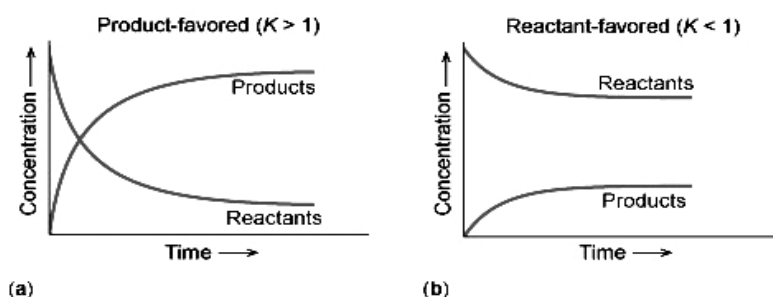 Product-favored (K > 1)
Concentration
Products
Reactants
Time
(a)
Reactant-favored (K < 1)
Concentration
Reactants
Products
Time
(b)